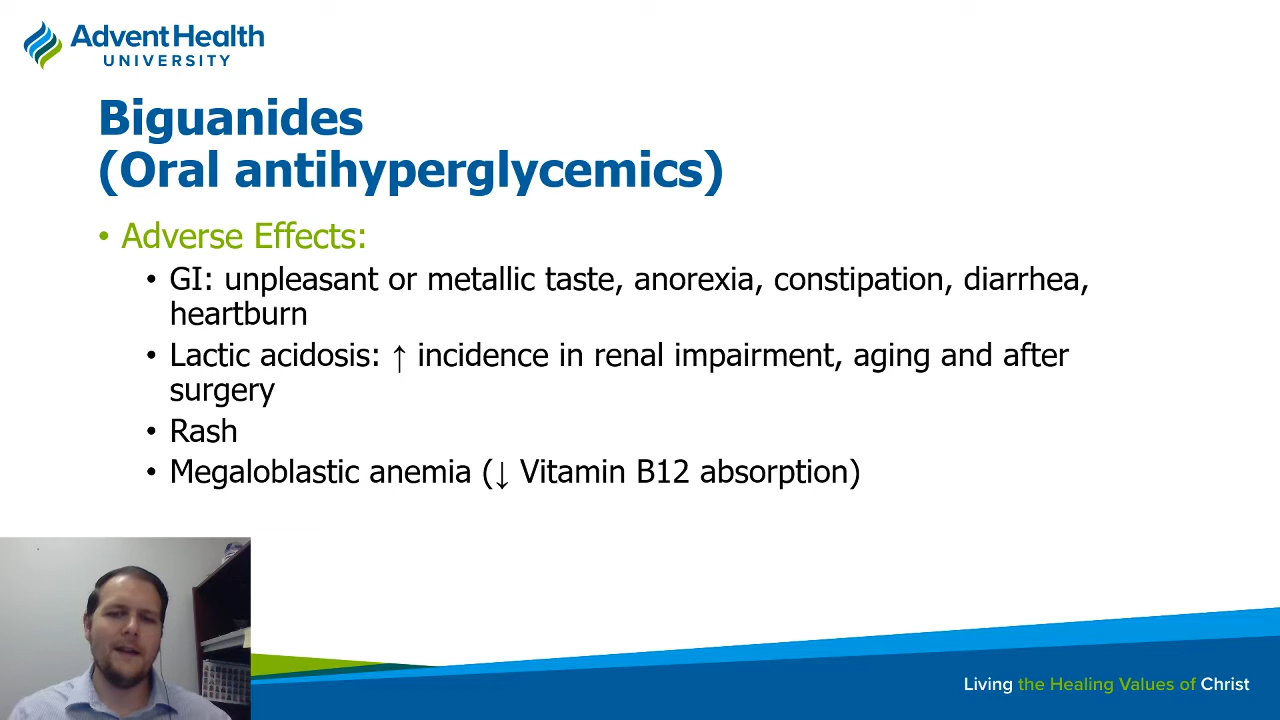 AdventHealth
UNIVERSITY
Biguanides
(Oral antihyperglycemics)
• Adverse Effects:
• GI: unpleasant or metallic taste, anorexia, constipation, diarrhea,
heartburn
• Lactic acidosis: ↑ incidence in renal impairment, aging and after
surgery
• Rash
• Megaloblastic anemia (↓ Vitamin B12 absorption)
Living the Healing Values of Christ